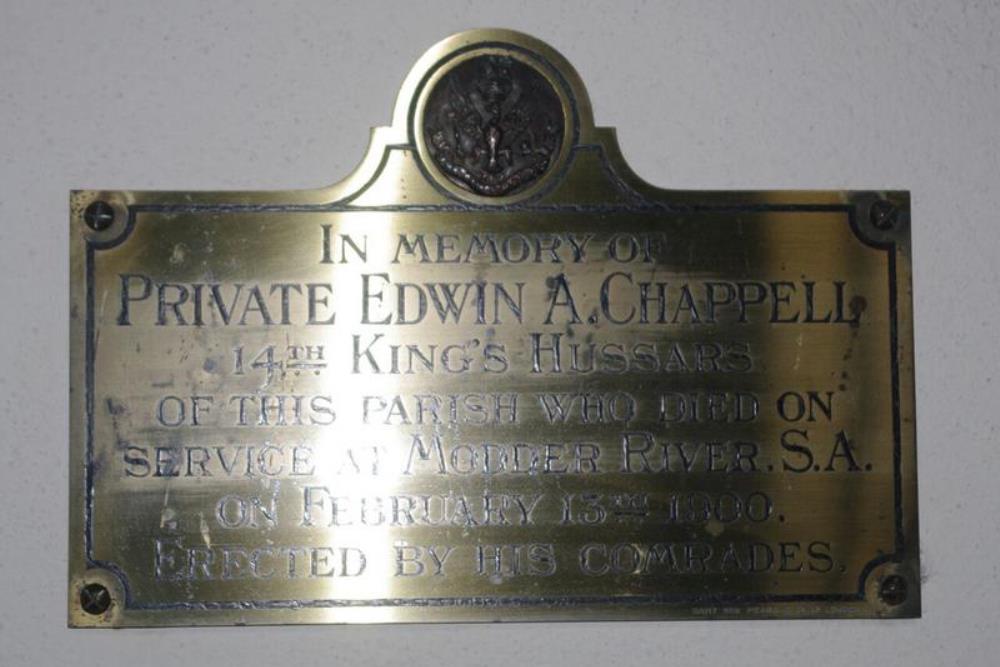 IN MEMORY OF
PRIVATE EDWIN A. CHAPPELL
14TH KING'S HUSSARS
OF THIS PARISH WHO DIED ON
SERVICE AT MODDER RIVER. S.A.
ON FEBRUARY 13TH 1900.
ERECTED BY HIS COMRADES.
LONDON